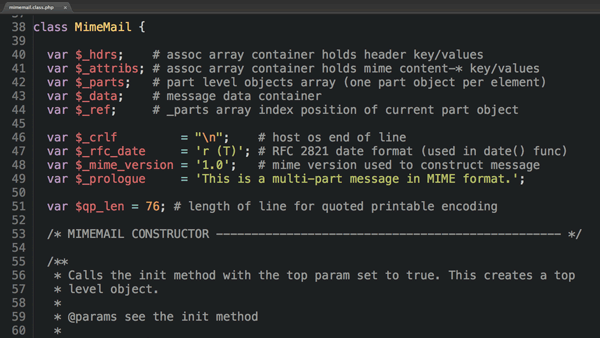 mimemail.class.php ×
38 class MimeMail {
39
40 var $_hdrs; # assoc array container holds header key/values
41 var $_attribs; # assoc array container holds mime content-* key/values
42 var $_parts; # part level objects array (one part object per element)
43 var $_data; # message data container
44 var $_ref; # _parts array index position of current part object
45
46 var $_crlf = "\n"; # host os end of line
47 var $_rfc_date = 'r (T)'; # RFC 2821 date format (used in date() func)
48 var $_mime_version = '1.0'; # mime version used to construct message
49 var $_prologue = 'This is a multi-part message in MIME format.';
50
51 var $qp_len = 76; # length of line for quoted printable encoding
52
53 /* MIMEMAIL CONSTRUCTOR ------------------------------------------------- */
54
55 /**
56 * Calls the init method with the top param set to true. This creates a top
57 * level object.
58 *
59 * @params see the init method
60 *